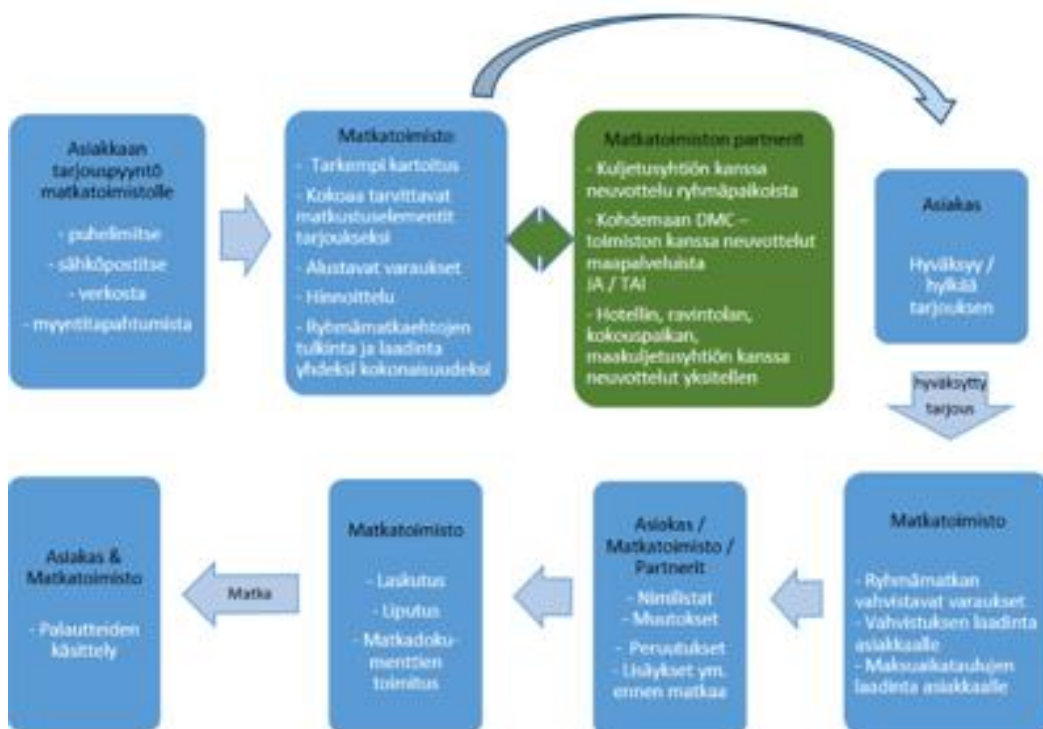 Asiakkaan
tarjouspyyntö
matkatoimistolle
- puhelimitse
- sähköpostitse
- verkosta
- myyntitapahtumista
Matkatoimisto
- Tarkempi kartoitus
- Kokoaa tarvittavat
matkustuselementit
tarjoukseksi
- Alustavat varaukset
- Hinnoittelu
- Ryhmämatkaehtojen
tulkinta ja laadinta
yhdeksi kokonaisuudeksi
Matkatoimiston partnerit
- Kuljetusyhtiön kanssa
neuvottelu ryhmäpaikoista
- Kohdemaan DMC –
toimiston kanssa neuvottelut
maapalveluista
JA / TAI
- Hotellin, ravintolan,
kokouspaikan,
maakuljetusyhtiön kanssa
neuvottelut yksitellen
Asiakas
Hyväksyy /
hylkää
tarjouksen
hyväksytty
tarjous
Matkatoimisto
- Ryhmämatkan
vahvistavat varaukset
- Vahvistuksen laadinta
asiakkaalle
- Maksuaikataulujen
laadinta asiakkaalle
Asiakas /
Matkatoimisto /
Partnerit
- Nimilistat
- Muutokset
- Peruutukset
- Lisäykset ym.
ennen matkaa
Matkatoimisto
- Laskutus
- Liputus
- Matkadoku-
menttien
toimitus
Matka
Asiakas &
Matkatoimisto
- Palautteiden
käsittely